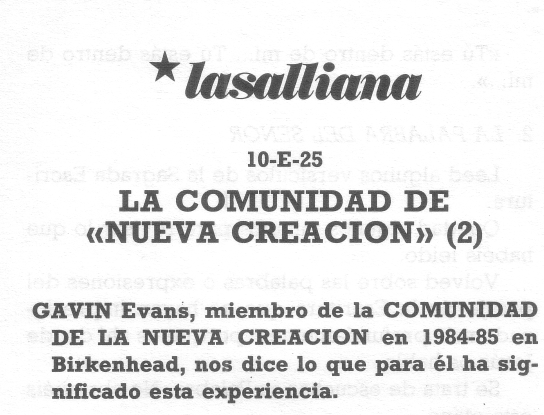 ★ lasalliana
10-E-25
LA COMUNIDAD DE
«NUEVA CREACION» (2)
GAVIN Evans, miembro de la COMUNIDAD
DE LA NUEVA CREACION en 1984-85 en
Birkenhead, nos dice lo que para él ha sig-
nificado esta experiencia.